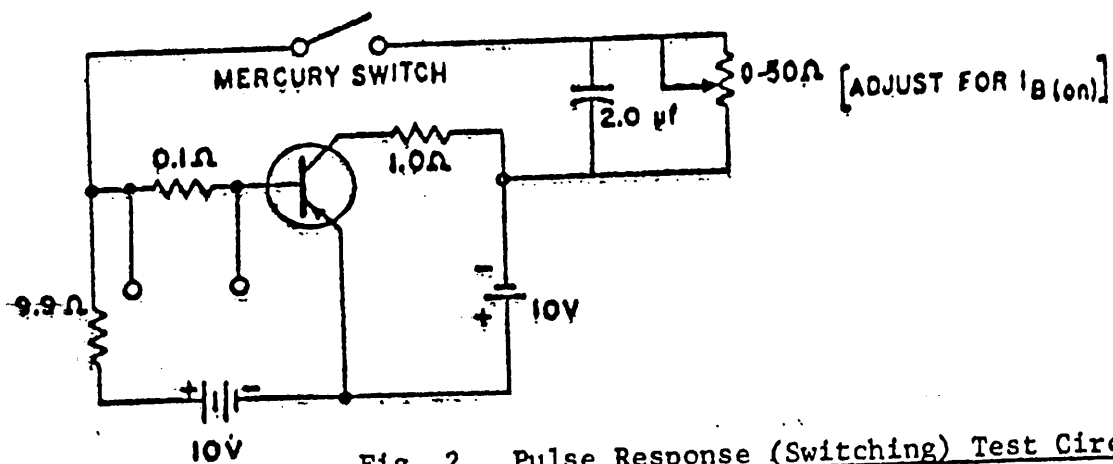 MERCURY SWITCH
2.0 µf
0-50Ω [ADJUST FOR IB(on)]
0.1Ω
1.0Ω
9.9Ω
-
+ 10V
+ -
10V
Fig. 2 Pulse Response (Switching) Test Circ